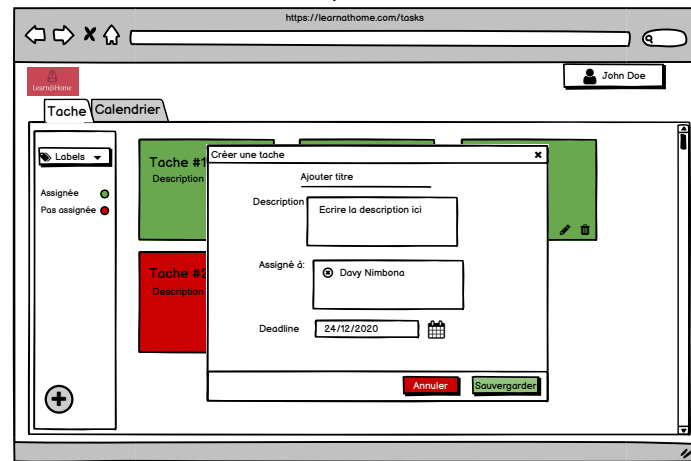 https://learnathome.com/tasks
John Doe
Learn@Home
Tache
Calendrier
Labels
Assignée
Pas assignée
Tache #1
Description
Tache #2
Description
Créer une tache
Ajouter titre
Description
Ecrire la description ici
Assigné à:
Davy Nimbona
Deadline
24/12/2020
Annuler
Sauvergarder